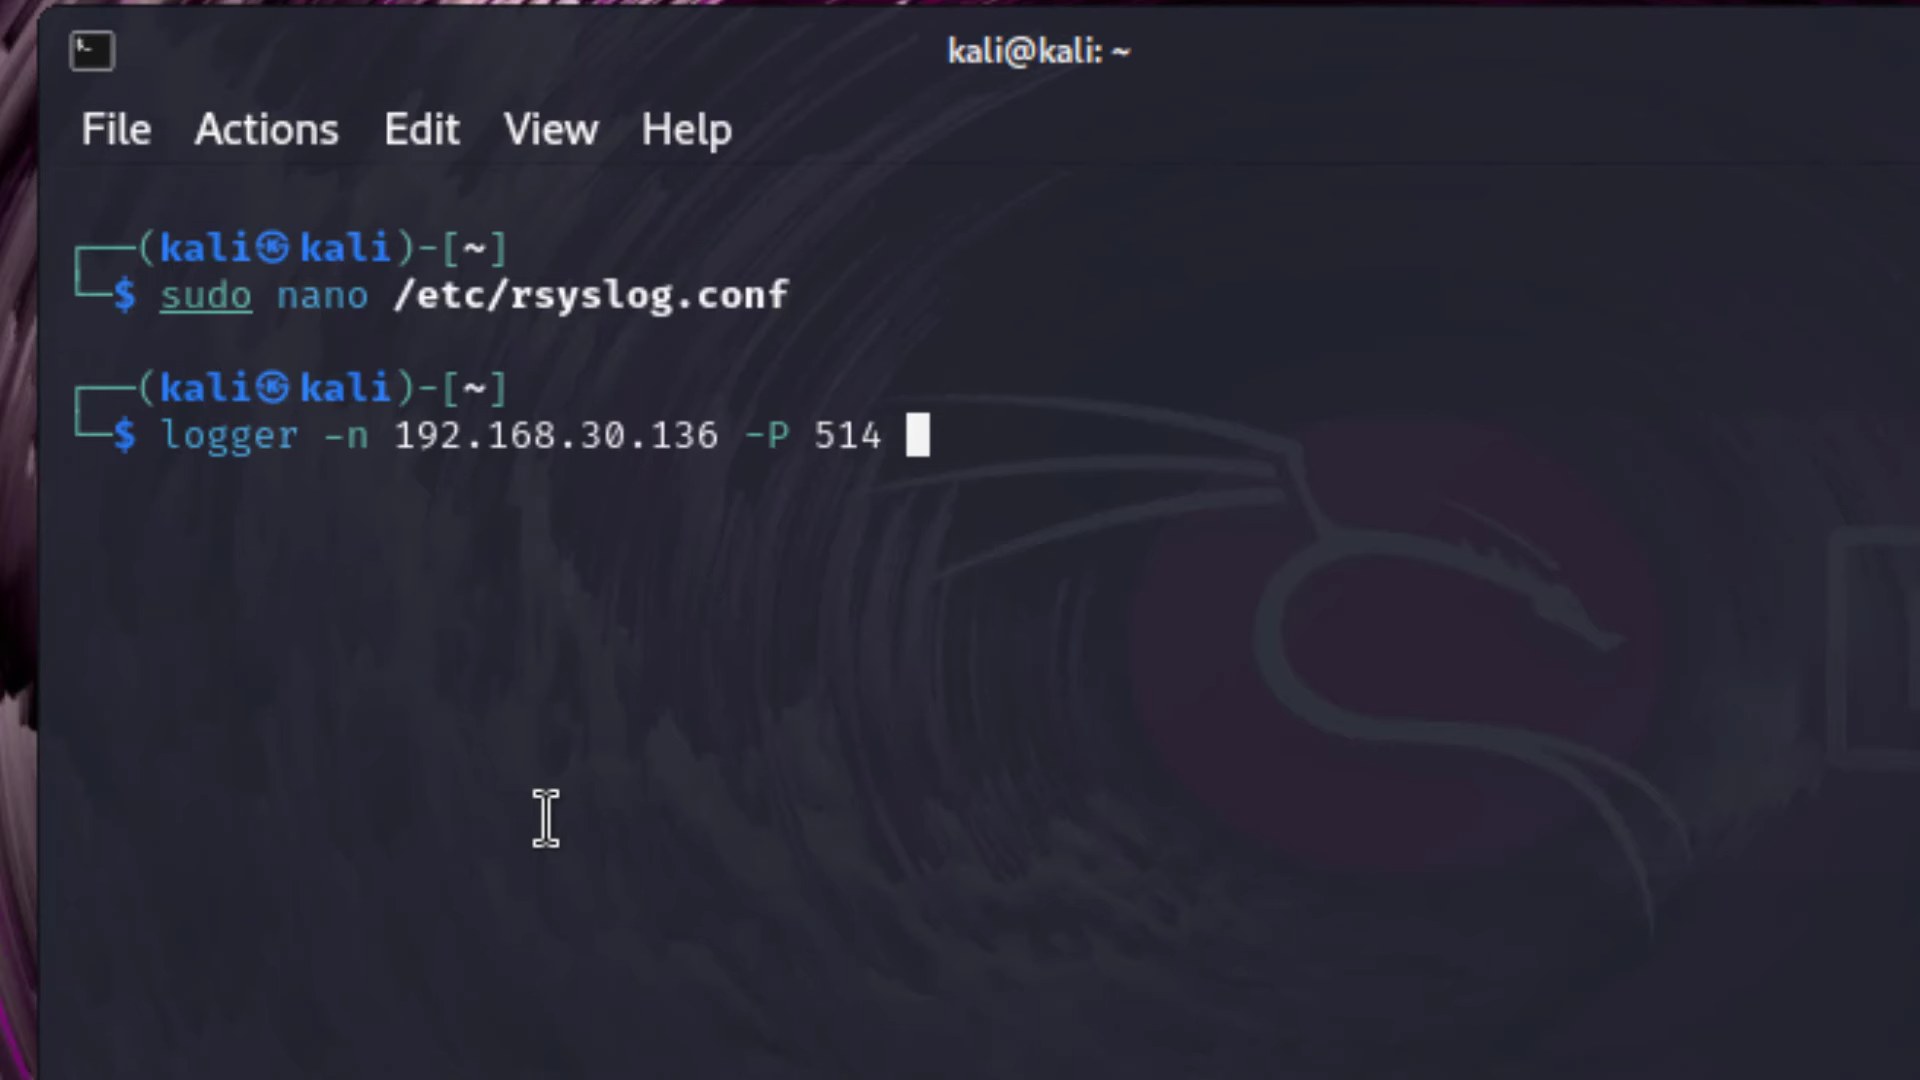 kali@kali: ~
File Actions Edit View Help
┌──(kali㉿kali)-[~]
└─$ sudo nano /etc/rsyslog.conf
┌──(kali㉿kali)-[~]
└─$ logger -n 192.168.30.136 -P 514